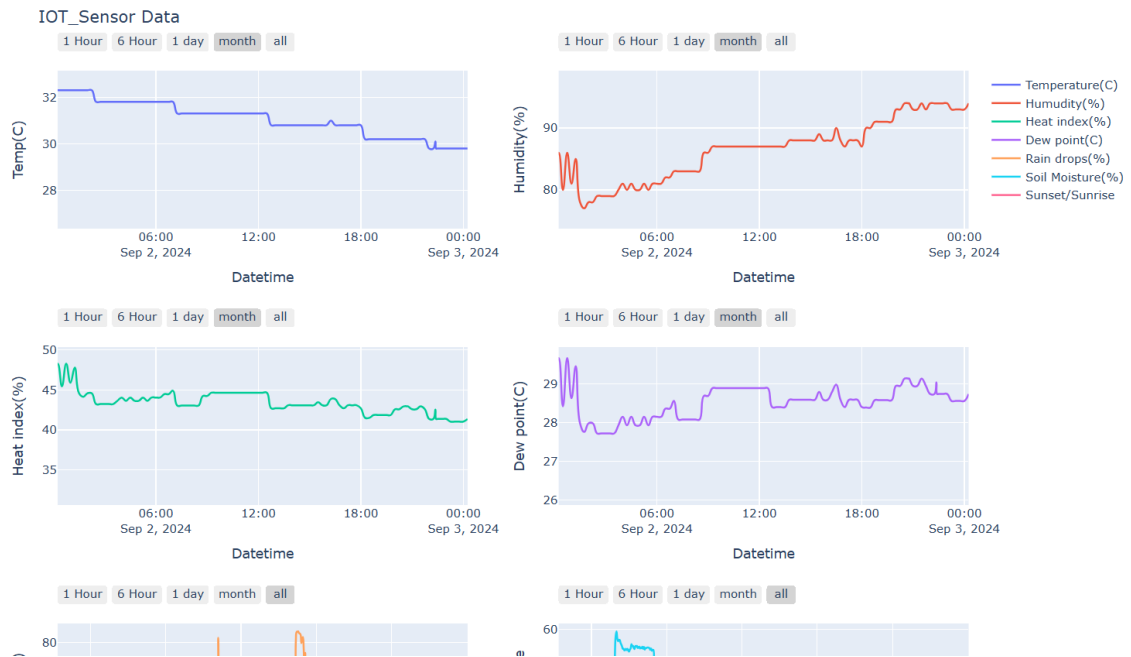 IOT_Sensor Data
1 Hour 6 Hour 1 day month all
1 Hour 6 Hour 1 day month all
Temp(C)
32
30
28
06:00 12:00 18:00 00:00
Sep 2, 2024 Sep 3, 2024
Datetime
Humidity(%)
90
80
06:00 12:00 18:00 00:00
Sep 2, 2024 Sep 3, 2024
Datetime
Temperature(C)
Humudity(%)
Heat index(%)
Dew point(C)
Rain drops(%)
Soil Moisture(%)
Sunset/Sunrise
1 Hour 6 Hour 1 day month all
1 Hour 6 Hour 1 day month all
Heat index(%)
50
45
40
35
06:00 12:00 18:00 00:00
Sep 2, 2024 Sep 3, 2024
Datetime
Dew point(C)
29
28
27
26
06:00 12:00 18:00 00:00
Sep 2, 2024 Sep 3, 2024
Datetime
1 Hour 6 Hour 1 day month all
1 Hour 6 Hour 1 day month all
80
60